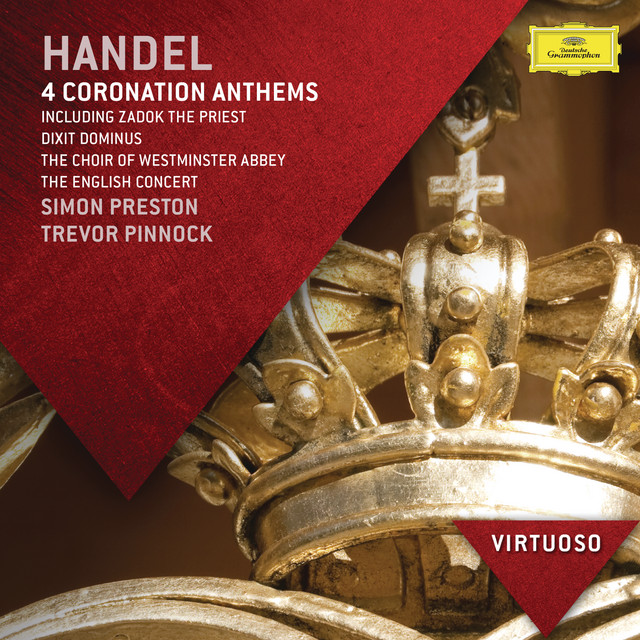 HANDEL
4 CORONATION ANTHEMS
INCLUDING ZADOK THE PRIEST
DIXIT DOMINUS
THE CHOIR OF WESTMINSTER ABBEY
THE ENGLISH CONCERT
SIMON PRESTON
TREVOR PINNOCK
Deutsche
Grammophon
VIRTUOSO